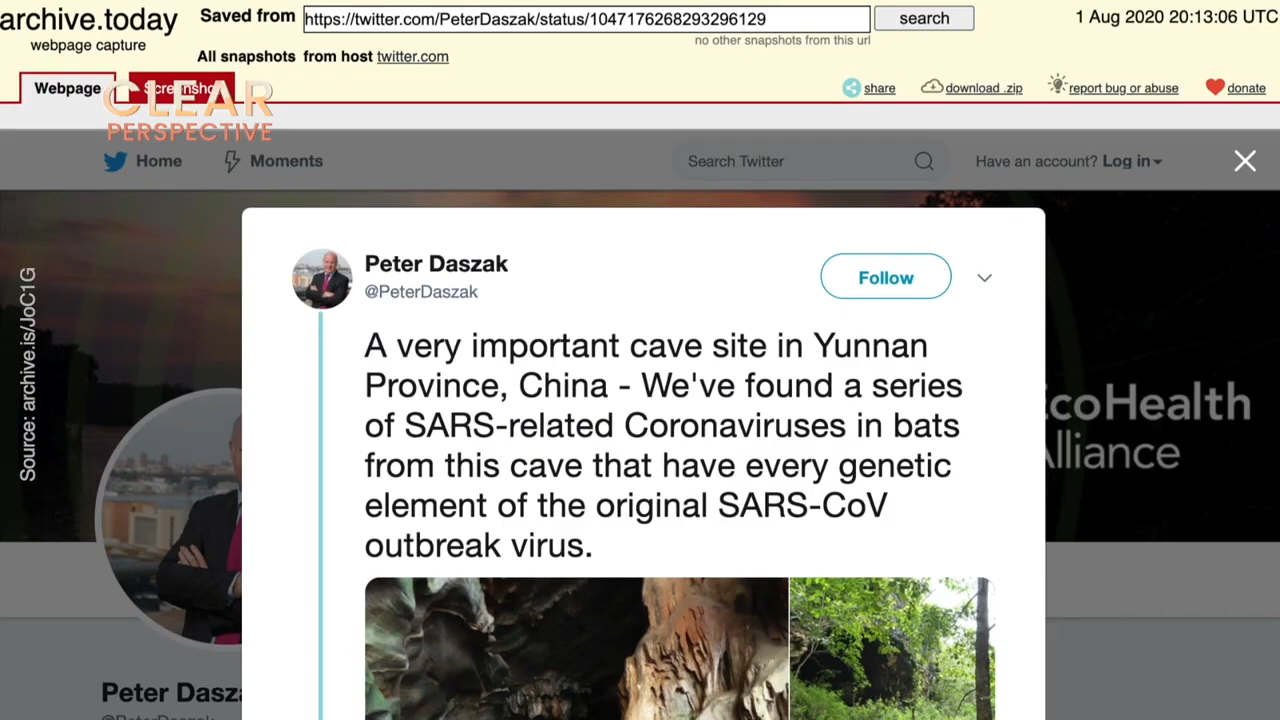 archive.today
webpage capture
Saved from https://twitter.com/PeterDaszak/status/1047176268293296129 search
no other snapshots from this url
All snapshots from host twitter.com
1 Aug 2020 20:13:06 UTC
Webpage Screenshot
share download .zip report bug or abuse donate
CLEAR
PERSPECTIVE
Home Moments Search Twitter Have an account? Log in
Source: archive.is/JoC1G
Peter Daszak
@PeterDaszak
Follow
A very important cave site in Yunnan
Province, China - We've found a series
of SARS-related Coronaviruses in bats
from this cave that have every genetic
element of the original SARS-CoV
outbreak virus.
coHealth
lliance
Peter Dasza